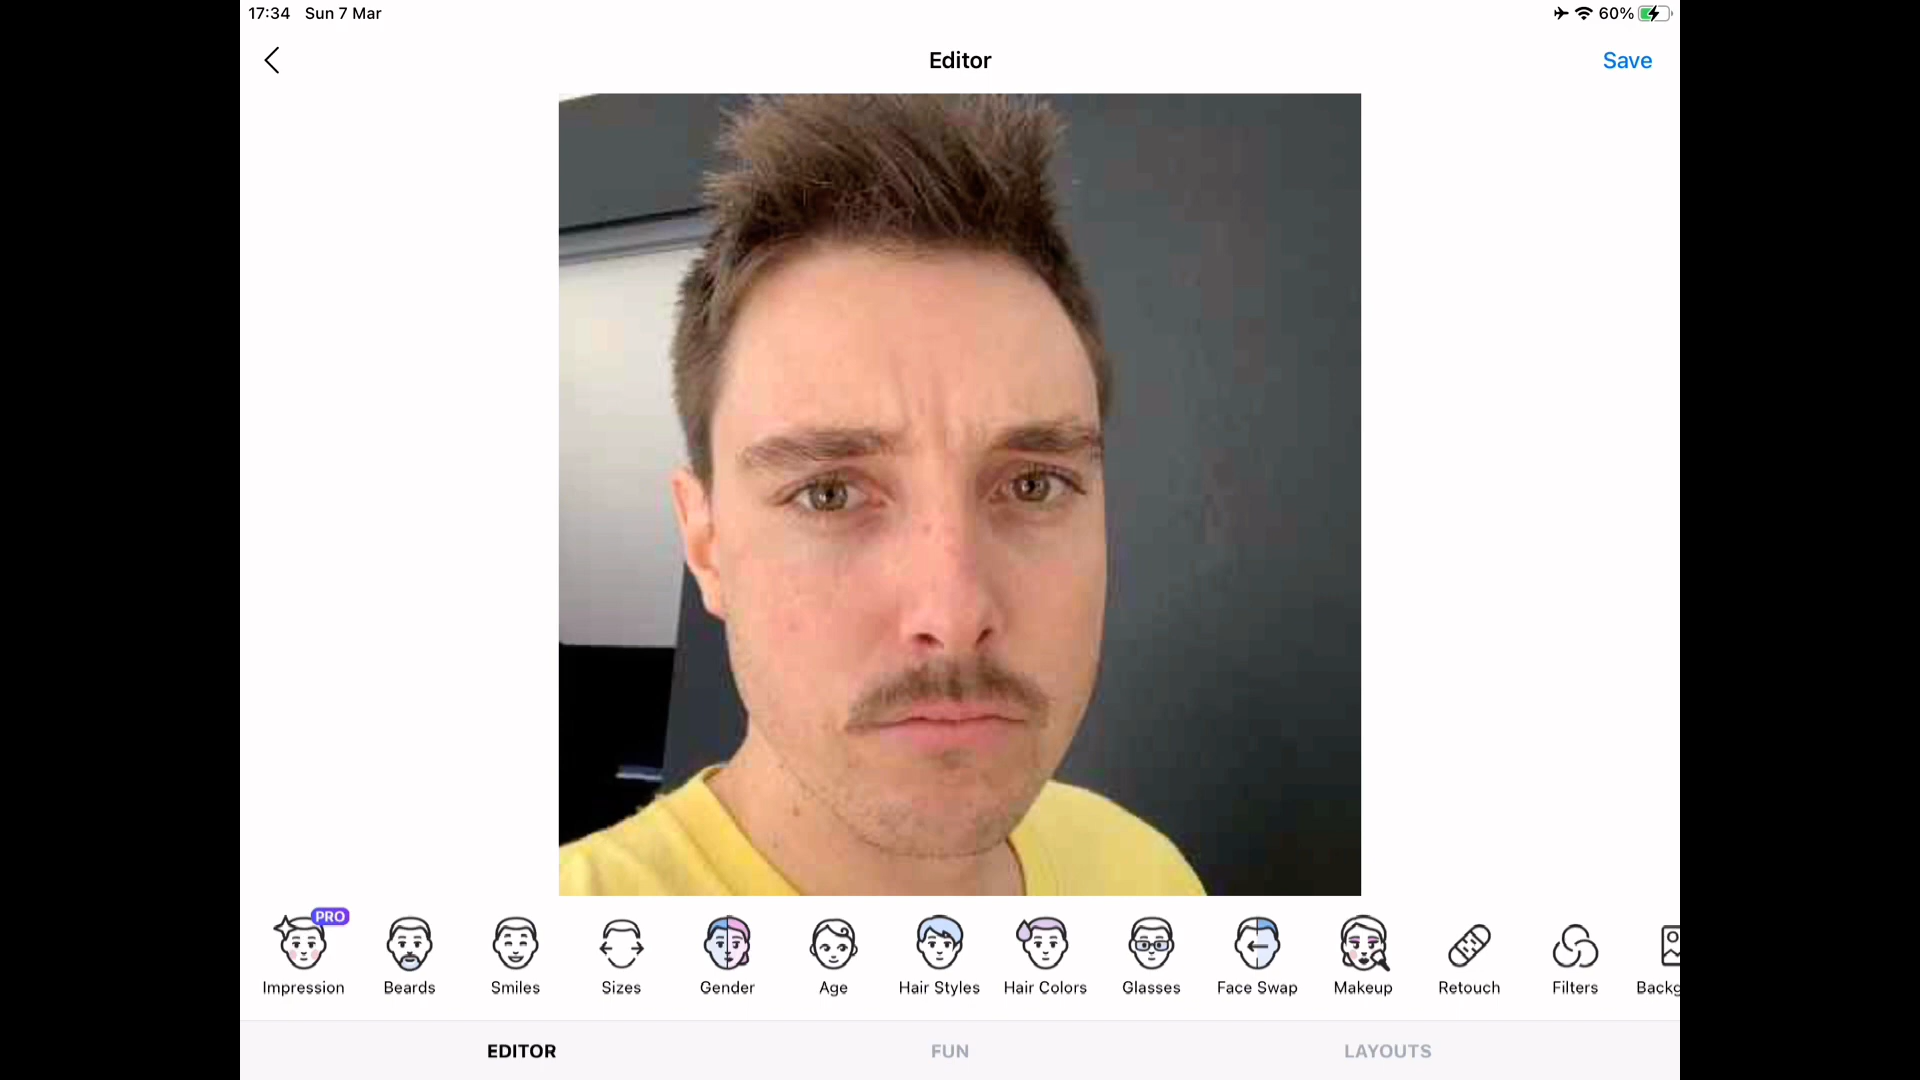 17:34 Sun 7 Mar 60%
Editor Save
PRO
Impression Beards Smiles Sizes Gender Age Hair Styles Hair Colors Glasses Face Swap Makeup Retouch Filters Backg
EDITOR FUN LAYOUTS